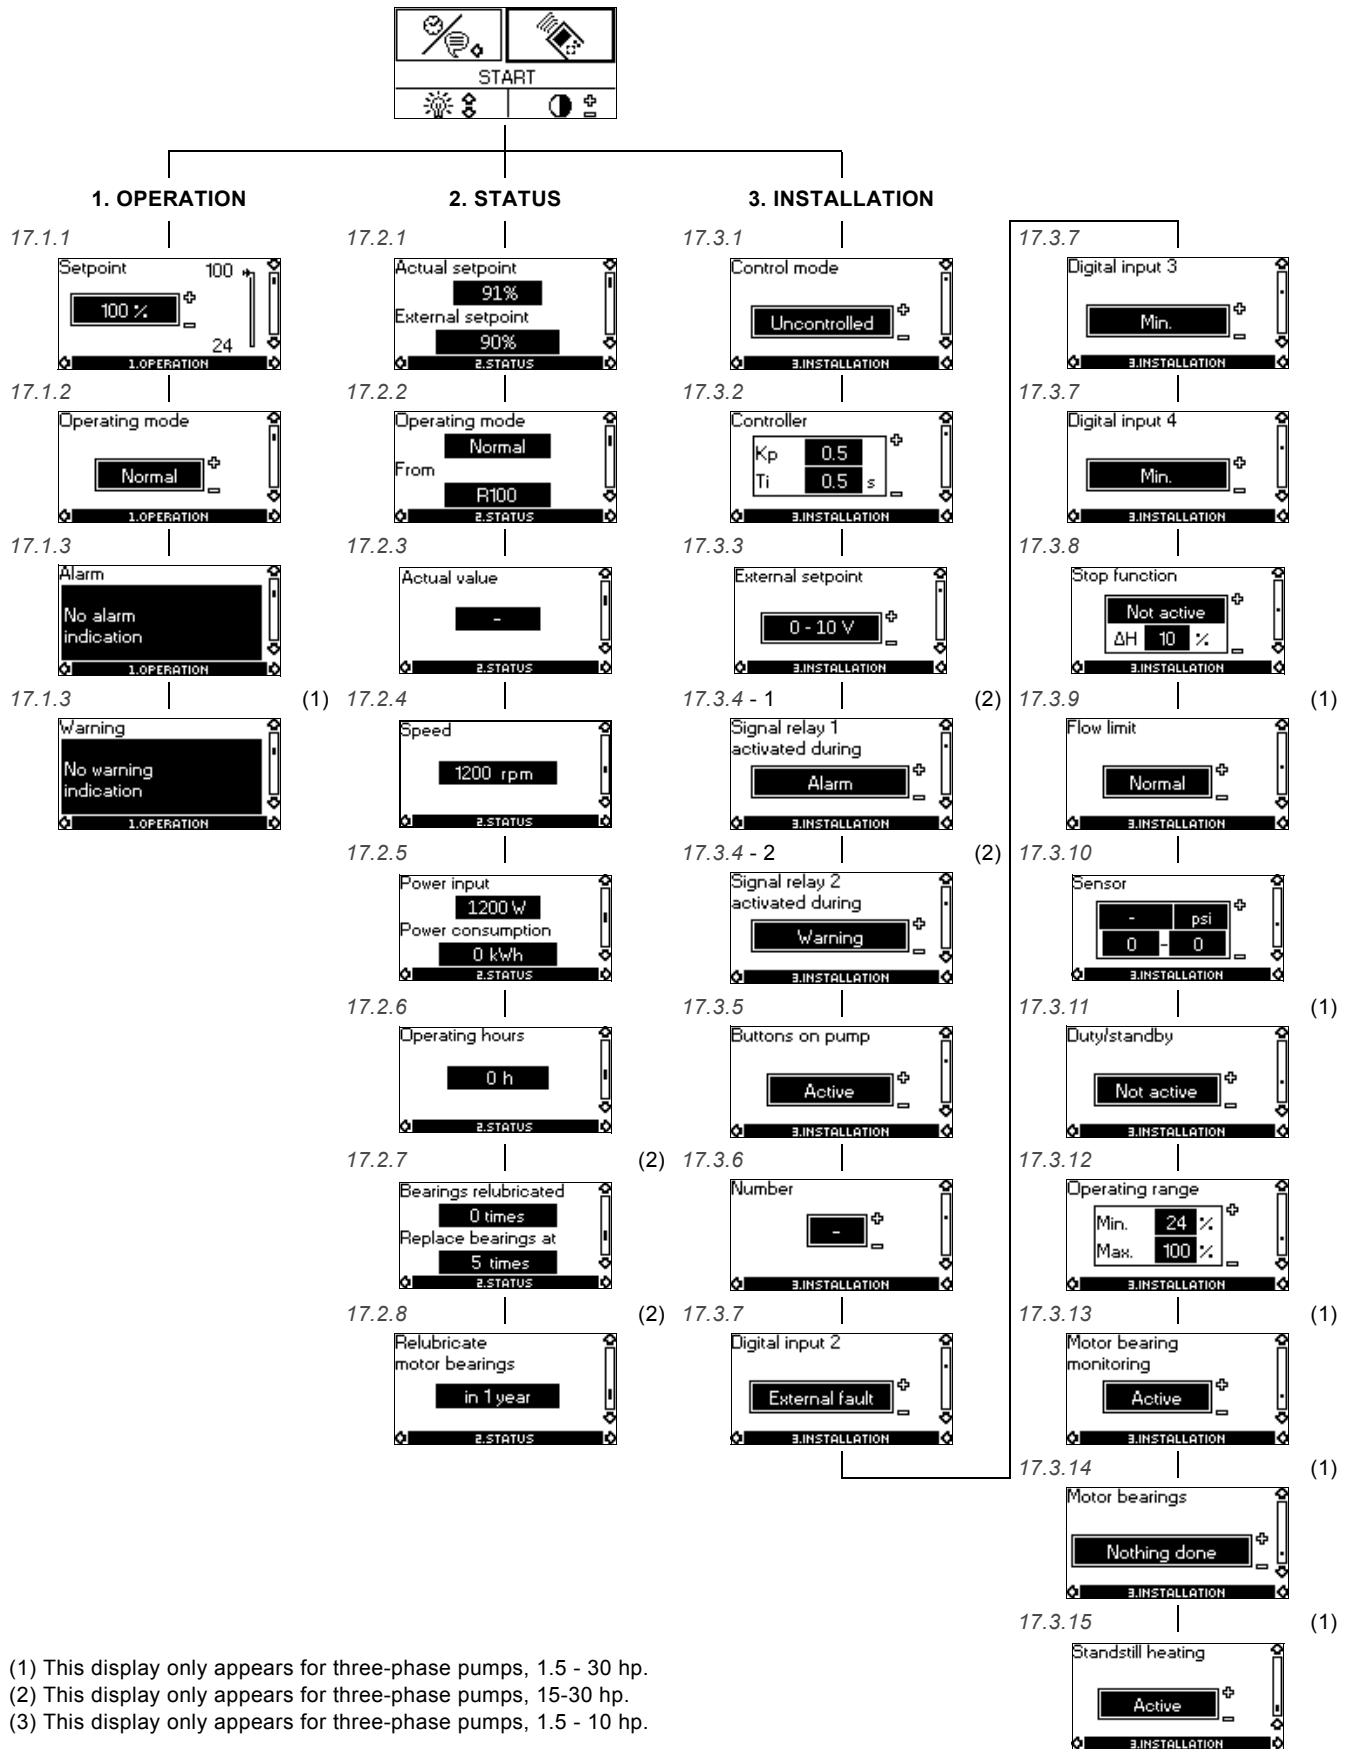 START
1. OPERATION
17.1.1
Setpoint
100
100 %
24
1.OPERATION
17.1.2
Operating mode
Normal
1.OPERATION
17.1.3
Alarm
No alarm
indication
1.OPERATION
17.1.3
(1)
Warning
No warning
indication
1.OPERATION
2. STATUS
17.2.1
Actual setpoint
91%
External setpoint
90%
2.STATUS
17.2.2
Operating mode
Normal
From
R100
2.STATUS
17.2.3
Actual value
-
2.STATUS
17.2.4
Speed
1200 rpm
2.STATUS
17.2.5
Power input
1200 W
Power consumption
0 kWh
2.STATUS
17.2.6
Operating hours
0 h
2.STATUS
17.2.7
(2)
Bearings relubricated
0 times
Replace bearings at
5 times
2.STATUS
17.2.8
(2)
Relubricate
motor bearings
in 1 year
2.STATUS
3. INSTALLATION
17.3.1
Control mode
Uncontrolled
3.INSTALLATION
17.3.2
Controller
Kp 0.5
Ti 0.5 s
3.INSTALLATION
17.3.3
External setpoint
0 - 10 V
3.INSTALLATION
17.3.4 - 1
(2)
Signal relay 1
activated during
Alarm
3.INSTALLATION
17.3.4 - 2
(2)
Signal relay 2
activated during
Warning
3.INSTALLATION
17.3.5
Buttons on pump
Active
3.INSTALLATION
17.3.6
Number
-
3.INSTALLATION
17.3.7
Digital input 2
External fault
3.INSTALLATION
17.3.7
Digital input 3
Min.
3.INSTALLATION
17.3.7
Digital input 4
Min.
3.INSTALLATION
17.3.8
Stop function
Not active
ΔH 10 %
3.INSTALLATION
17.3.9
(1)
Flow limit
Normal
3.INSTALLATION
17.3.10
Sensor
- psi
0 - 0
3.INSTALLATION
17.3.11
(1)
Duty/standby
Not active
3.INSTALLATION
17.3.12
Operating range
Min. 24 %
Max. 100 %
3.INSTALLATION
17.3.13
(1)
Motor bearing
monitoring
Active
3.INSTALLATION
17.3.14
(1)
Motor bearings
Nothing done
3.INSTALLATION
17.3.15
(1)
Standstill heating
Active
3.INSTALLATION
(1) This display only appears for three-phase pumps, 1.5 - 30 hp.
(2) This display only appears for three-phase pumps, 15-30 hp.
(3) This display only appears for three-phase pumps, 1.5 - 10 hp.